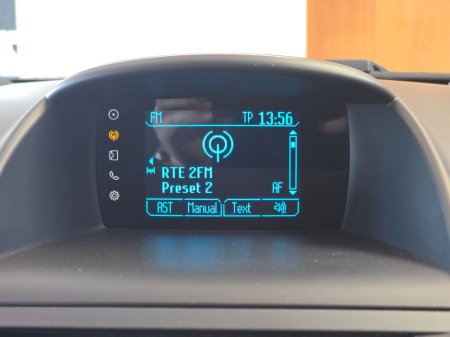 FM TP 13:56
RTE 2FM
Preset 2 AF
AST Manual Text